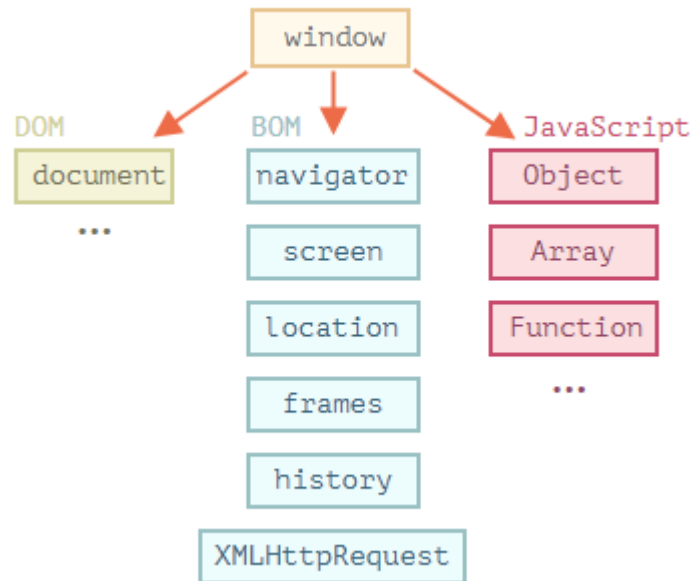 window
DOM
BOM
JavaScript
document
navigator
Object
...
screen
Array
location
Function
frames
...
history
XMLHttpRequest